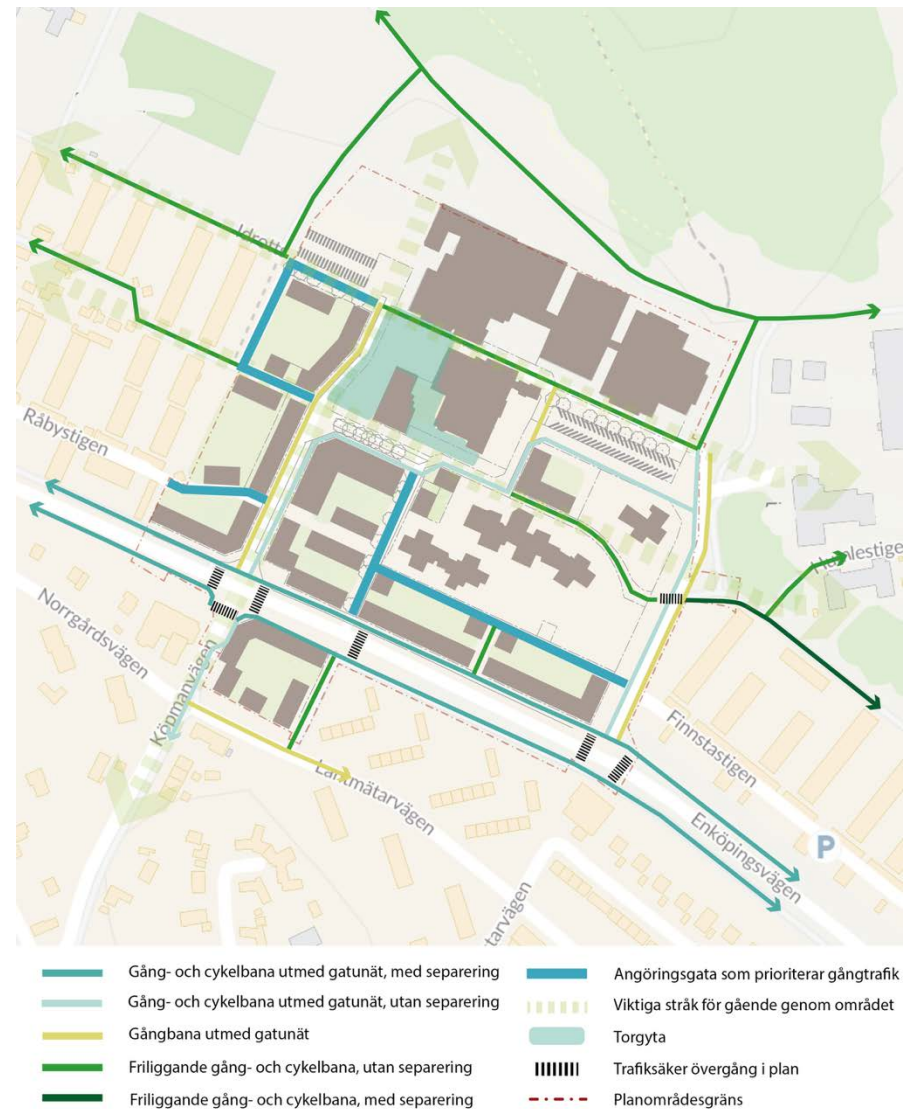 Idrotts
Råbystigen
Norrgårdsvägen
Köpmanvägen
Lantmätarvägen
Finnstastigen
Enköpingsvägen
P
Gång- och cykelbana utmed gatunät, med separering
Gång- och cykelbana utmed gatunät, utan separering
Gångbana utmed gatunät
Friliggande gång- och cykelbana, utan separering
Friliggande gång- och cykelbana, med separering
Angöringsgata som prioriterar gångtrafik
Viktiga stråk för gående genom området
Torgyta
Trafiksäker övergång i plan
Planområdesgräns